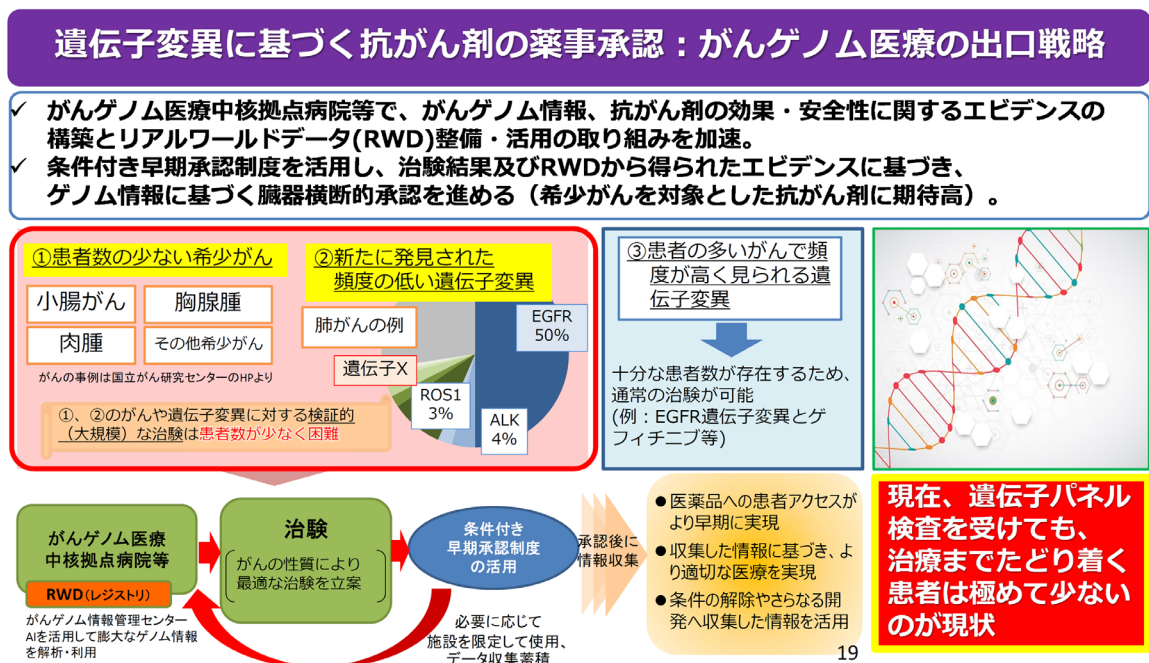 遺伝子変異に基づく抗がん剤の薬事承認：がんゲノム医療の出口戦略
✓ がんゲノム医療中核拠点病院等で、がんゲノム情報、抗がん剤の効果・安全性に関するエビデンスの
構築とリアルワールドデータ(RWD)整備・活用の取り組みを加速。
✓ 条件付き早期承認制度を活用し、治験結果及びRWDから得られたエビデンスに基づき、
ゲノム情報に基づく臓器横断的承認を進める（希少がんを対象とした抗がん剤に期待高）。
①患者数の少ない希少がん
小腸がん
胸腺腫
肉腫
その他希少がん
がんの事例は国立がん研究センターのHPより
②新たに発見された
頻度の低い遺伝子変異
肺がんの例
EGFR
50%
遺伝子X
ROS1
3%
ALK
4%
①、②のがんや遺伝子変異に対する検証的
（大規模）な治験は患者数が少なく困難
③患者の多いがんで頻
度が高く見られる遺
伝子変異
十分な患者数が存在するため、
通常の治験が可能
(例：EGFR遺伝子変異とゲ
フィチニブ等)
がんゲノム医療
中核拠点病院等
RWD（レジストリ）
がんゲノム情報管理センター
AIを活用して膨大なゲノム情報
を解析・利用
治験
がんの性質により
最適な治験を立案
条件付き
早期承認制度
の活用
必要に応じて
施設を限定して使用、
データ収集蓄積
承認後に
情報収集
● 医薬品への患者アクセスが
より早期に実現
● 収集した情報に基づき、よ
り適切な医療を実現
● 条件の解除やさらなる開
発へ収集した情報を活用
現在、遺伝子パネル
検査を受けても、
治療までたどり着く
患者は極めて少ない
のが現状
19